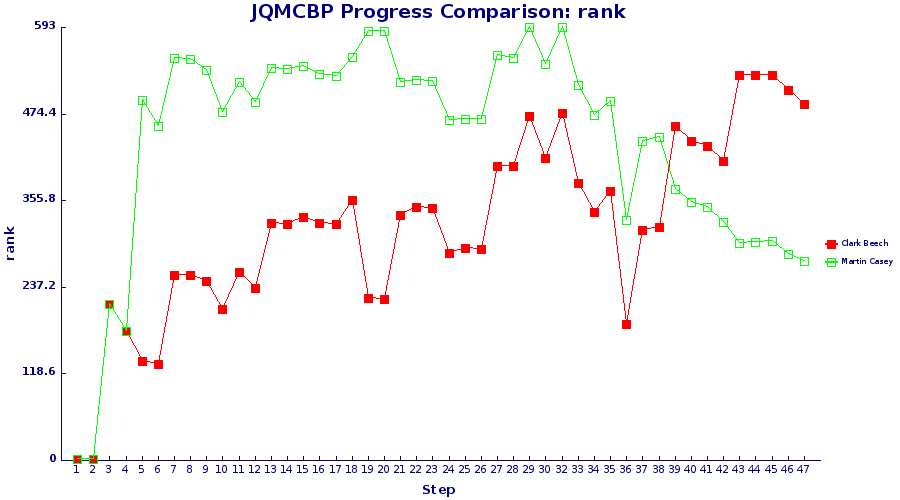 JQMCBP Progress Comparison: rank
593
474.4
355.8
237.2
118.6
0
rank
1 2 3 4 5 6 7 8 9 10 11 12 13 14 15 16 17 18 19 20 21 22 23 24 25 26 27 28 29 30 32 33 34 35 36 37 38 39 40 41 42 43 44 45 46 47
Step
Clark Beech
Martin Casey